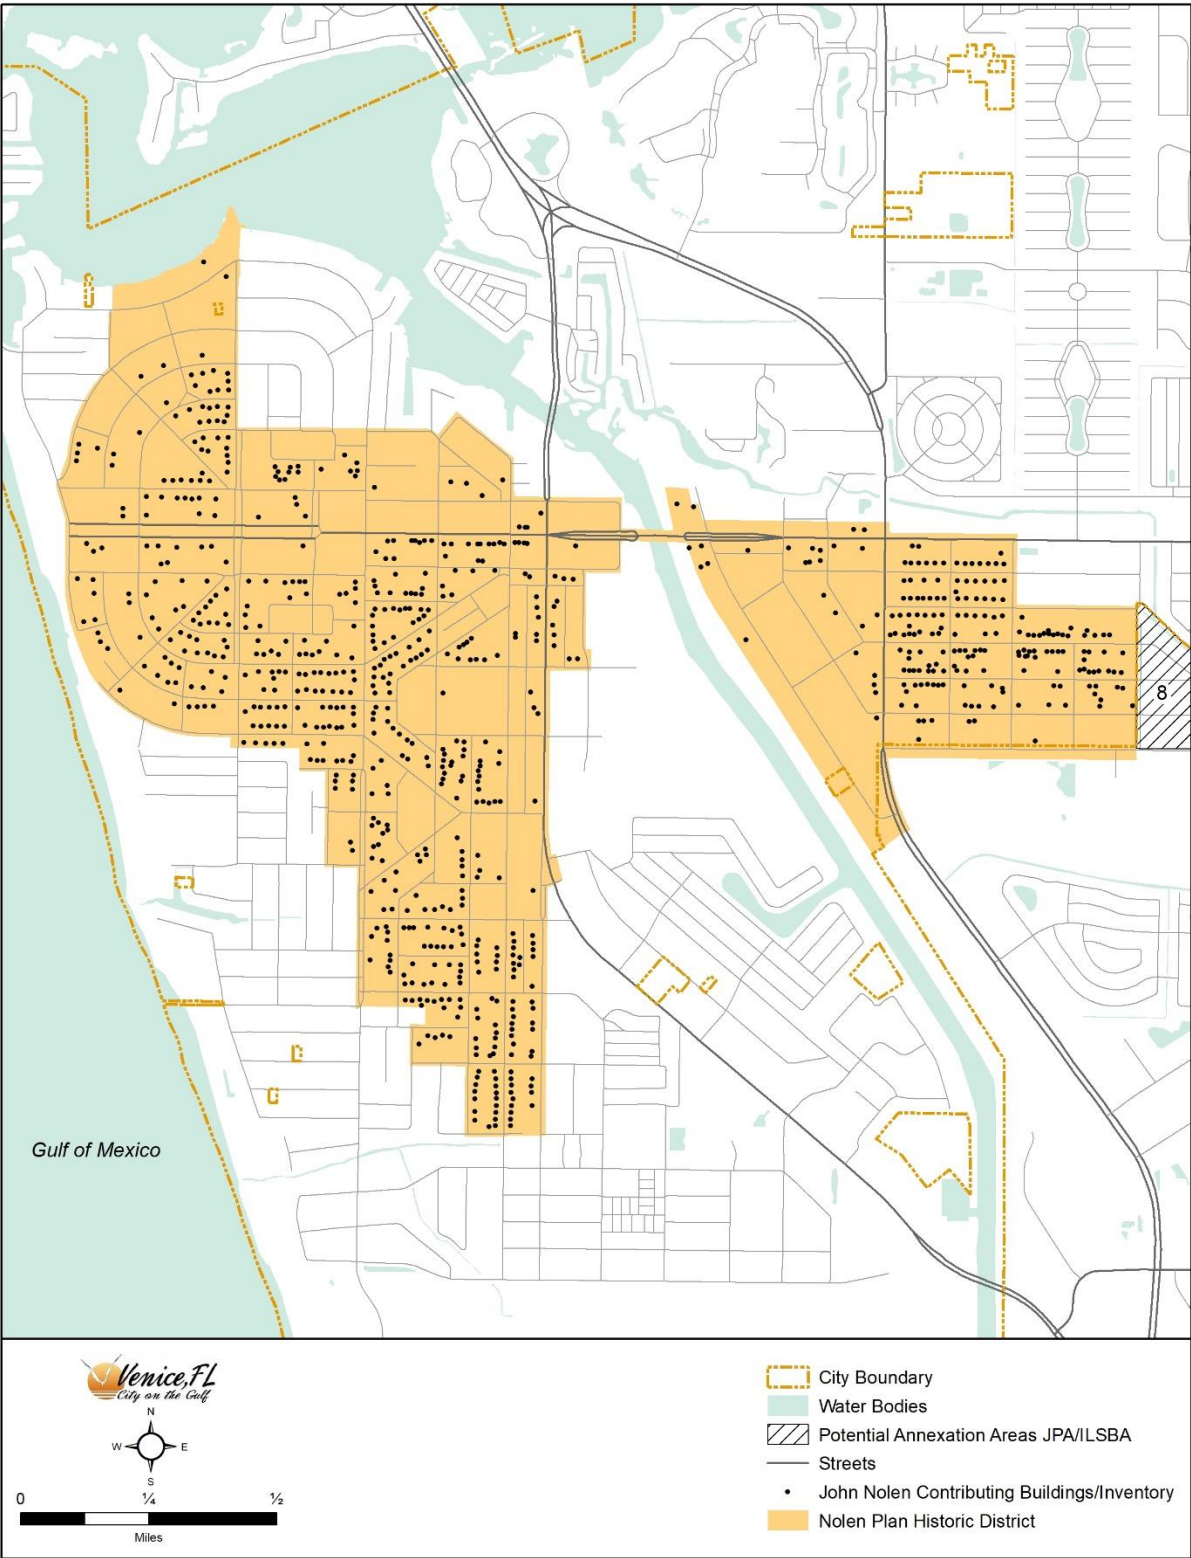 8
Gulf of Mexico
Venice, FL
City on the Gulf
N
W E
S
0 ¼ ½
Miles
City Boundary
Water Bodies
Potential Annexation Areas JPA/ILSBA
Streets
John Nolen Contributing Buildings/Inventory
Nolen Plan Historic District